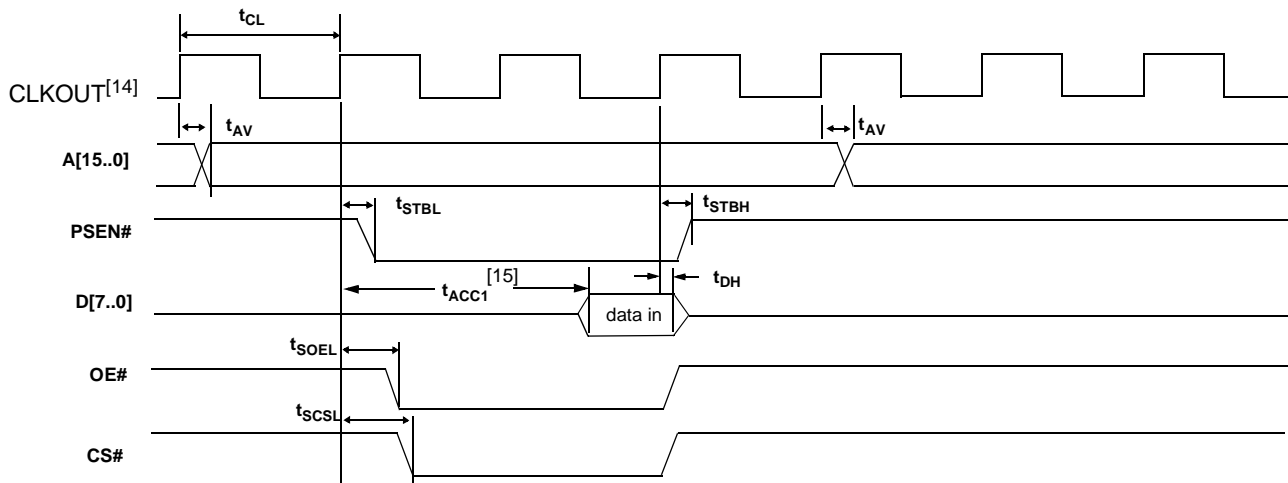 tCL
CLKOUT[14]
tAV
tAV
A[15..0]
tSTBL
tSTBH
PSEN#
[15]
tACC1
tDH
D[7..0]
data in
tSOEL
OE#
tSCSL
CS#